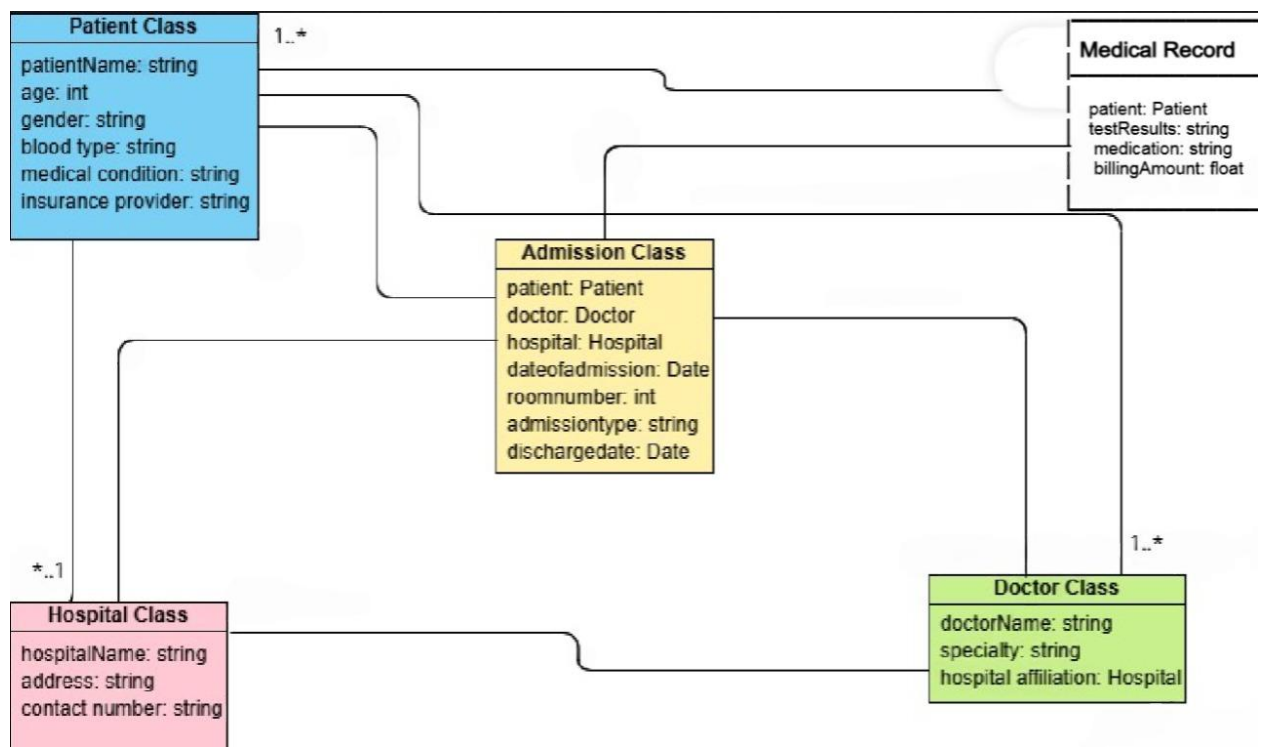 Patient Class
patientName: string
age: int
gender: string
blood type: string
medical condition: string
insurance provider: string
1..*
Medical Record
patient: Patient
testResults: string
medication: string
billingAmount: float
Admission Class
patient: Patient
doctor: Doctor
hospital: Hospital
dateofadmission: Date
roomnumber: int
admissiontype: string
dischargedate: Date
*..1
1..*
Hospital Class
hospitalName: string
address: string
contact number: string
Doctor Class
doctorName: string
specialty: string
hospital affiliation: Hospital